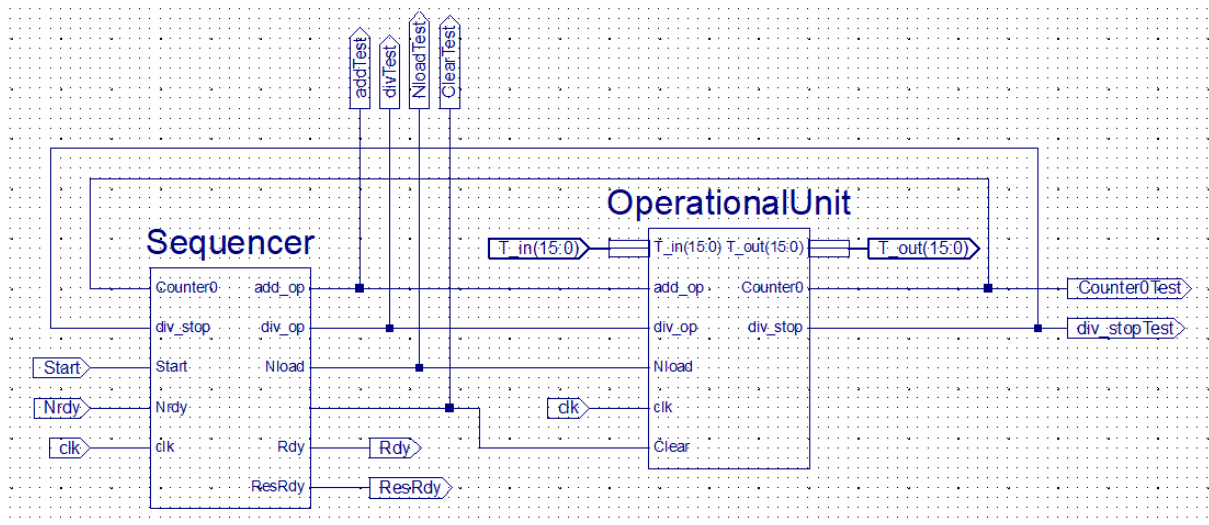 addTest
divTest
NloadTest
ClearTest
OperationalUnit
Sequencer
T_in(15:0)
T_in(15:0) T_out(15:0)
T_out(15:0)
Counter0
add_op
add_op
Counter0
Counter0Test
div_stop
div_op
div_op
div_stop
div_stopTest
Start
Start
Nload
Nload
Nrdy
Nrdy
clk
clk
clk
clk
Rdy
Rdy
Clear
ResRdy
ResRdy